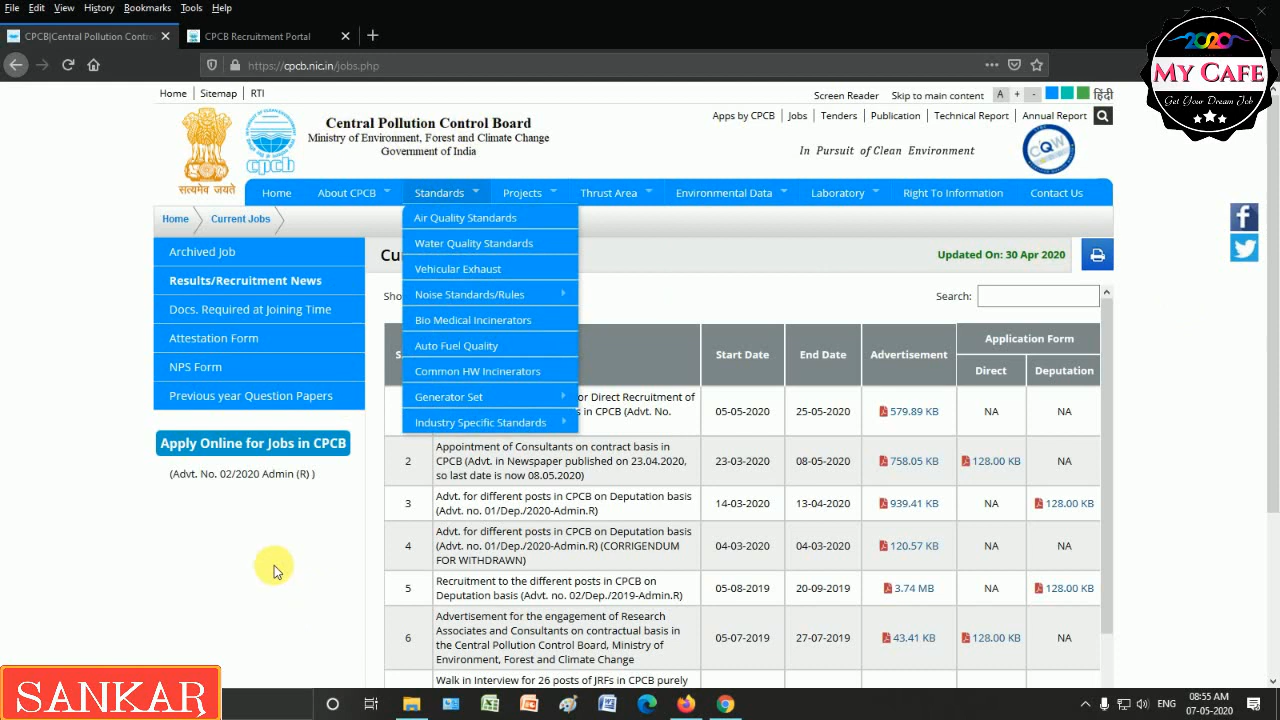 File Edit View History Bookmarks Tools Help
CPCB|Central Pollution Contro
CPCB Recruitment Portal
https://cpcb.nic.in/jobs.php
2020
MY CAFE
Get Your Dream Job
Home Sitemap RTI
Screen Reader Skip to main content A + - हिंदी
Apps by CPCB Jobs Tenders Publication Technical Report Annual Report
सत्यमेव जयते
cpcb
Central Pollution Control Board
Ministry of Environment, Forest and Climate Change
Government of India
In Pursuit of Clean Environment
CQW
Home About CPCB Standards Projects Thrust Area Environmental Data Laboratory Right To Information Contact Us
Home Current Jobs
Air Quality Standards
Water Quality Standards
Vehicular Exhaust
Noise Standards/Rules
Bio Medical Incinerators
Auto Fuel Quality
Common HW Incinerators
Generator Set
Industry Specific Standards
Archived Job
Results/Recruitment News
Docs. Required at Joining Time
Attestation Form
NPS Form
Previous year Question Papers
Apply Online for Jobs in CPCB
(Advt. No. 02/2020 Admin (R) )
Cu
Updated On: 30 Apr 2020
Sho
Search:
S.
Start Date End Date Advertisement Application Form
Direct Deputation
or Direct Recruitment of
s in CPCB (Advt. No.
05-05-2020 25-05-2020 579.89 KB NA NA
2 Appointment of Consultants on contract basis in
CPCB (Advt. in Newspaper published on 23.04.2020,
so last date is now 08.05.2020)
23-03-2020 08-05-2020 758.05 KB 128.00 KB NA
3 Advt. for different posts in CPCB on Deputation basis
(Advt. no. 01/Dep./2020-Admin.R)
14-03-2020 13-04-2020 939.41 KB NA 128.00 KB
4 Advt. for different posts in CPCB on Deputation basis
(Advt. no. 01/Dep./2020-Admin.R) (CORRIGENDUM
FOR WITHDRAWN)
04-03-2020 04-03-2020 120.57 KB NA NA
5 Recruitment to the different posts in CPCB on
Deputation basis (Advt. no. 02/Dep./2019-Admin.R)
05-08-2019 20-09-2019 3.74 MB NA 128.00 KB
6 Advertisement for the engagement of Research
Associates and Consultants on contractual basis in
the Central Pollution Control Board, Ministry of
Environment, Forest and Climate Change
05-07-2019 27-07-2019 43.41 KB 128.00 KB NA
Walk in Interview for 26 posts of JRFs in CPCB purely
SANKAR
ENG
08:55 AM
07-05-2020